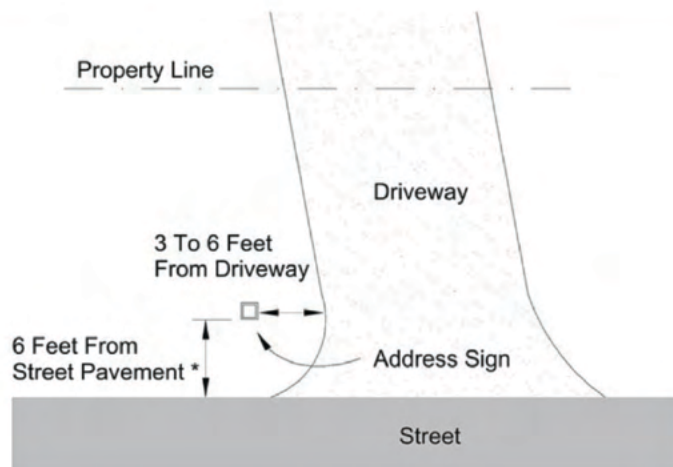 Property Line
Driveway
3 To 6 Feet
From Driveway
6 Feet From
Street Pavement *
Address Sign
Street